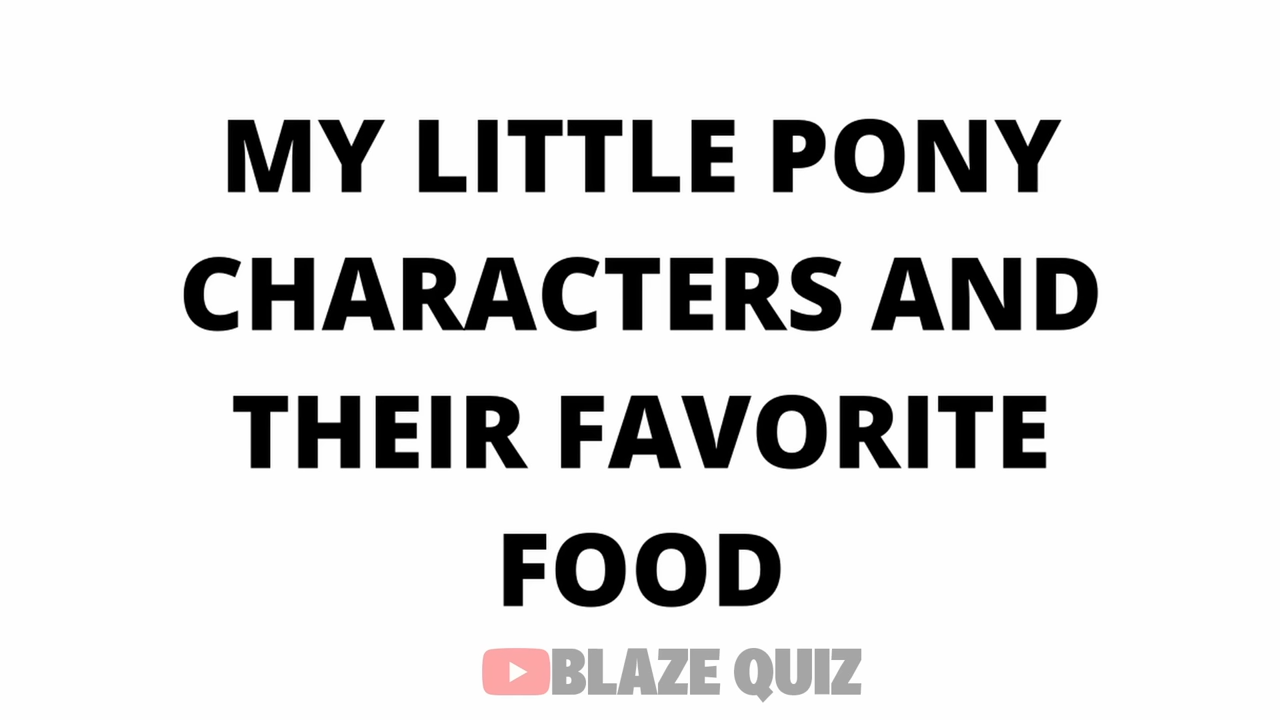 MY LITTLE PONY
CHARACTERS AND
THEIR FAVORITE
FOOD
BLAZE QUIZ